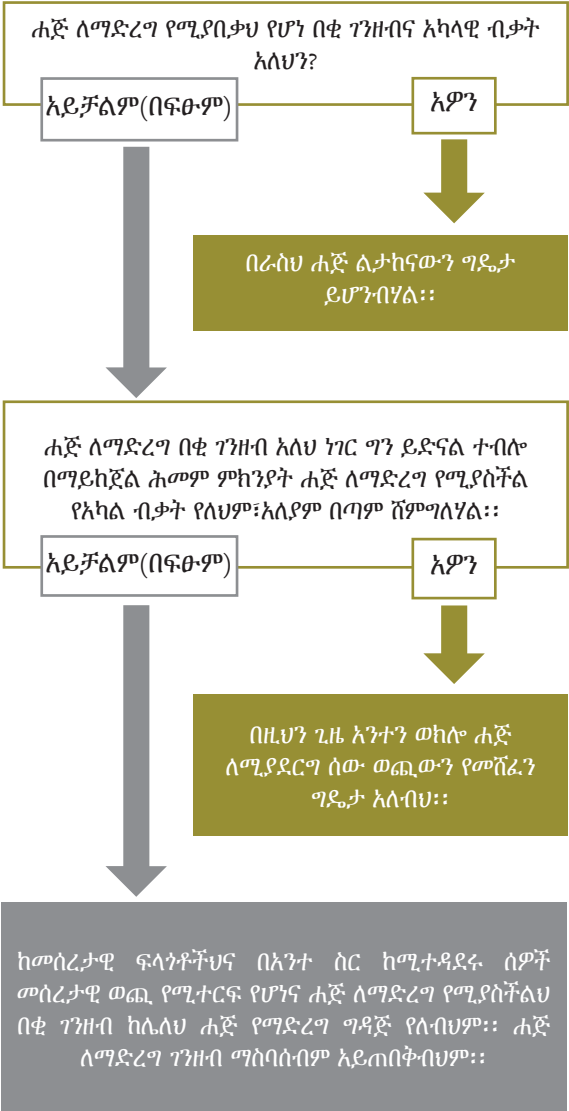 ሐጅ ለማድረግ የሚያበቃህ የሆነ በቂ ገንዘብና አካላዊ ብቃት
አለህን?
አይቻልም(በፍፁም)
አዎን
በራስህ ሐጅ ልታከናውን ግዴታ
ይሆንብሃል፡፡
ሐጅ ለማድረግ በቂ ገንዘብ አለህ ነገር ግን ይድናል ተብሎ
በማይከጀል ሕመም ምክንያት ሐጅ ለማድረግ የሚያስችል
የአካል ብቃት የለህም፣አለያም በጣም ሸምግለሃል፡፡
አይቻልም(በፍፁም)
አዎን
በዚህን ጊዜ አንተን ወክሎ ሐጅ
ለሚያደርግ ሰው ወጪውን የመሸፈን
ግዴታ አለብህ፡፡
ከመሰረታዊ ፍላጎቶችህና በአንተ ስር ከሚተዳደሩ ሰዎች
መሰረታዊ ወጪ የሚተርፍ የሆነና ሐጅ ለማድረግ የሚያስችልህ
በቂ ገንዘብ ከሌለህ ሐጅ የማድረግ ግዳጅ የለብህም፡፡ ሐጅ
ለማድረግ ገንዘብ ማስባሰብም አይጠበቅብህም፡፡